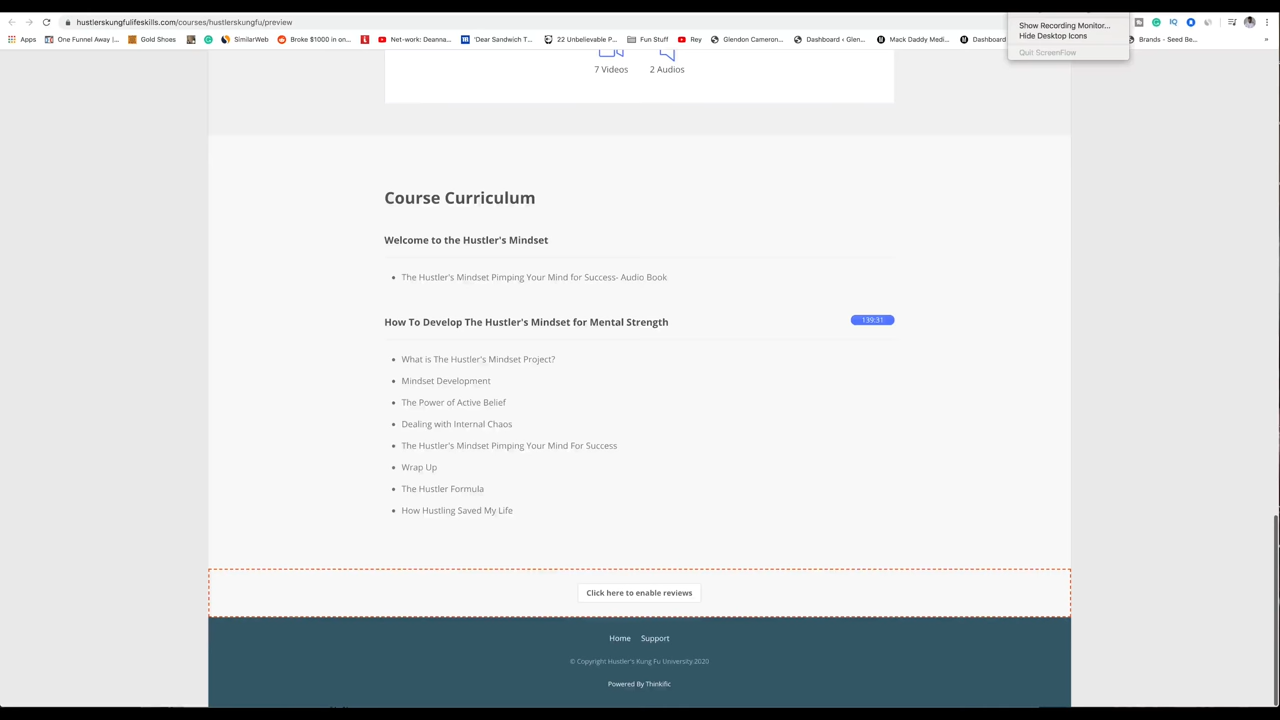 hustlerskungfulifeskills.com/courses/hustlerskungfu/preview
Show Recording Monitor...
Hide Desktop Icons
Quit ScreenFlow
Apps
One Funnel Away |...
Gold Shoes
SimilarWeb
Broke $1000 in on...
Net-work: Deanna...
'Dear Sandwich T...
22 Unbelievable P...
Fun Stuff
Rey
Glendon Cameron...
Dashboard ‹ Glen...
Mack Daddy Medi...
Dashboard
Brands - Seed Be...
7 Videos
2 Audios
Course Curriculum
Welcome to the Hustler's Mindset
The Hustler's Mindset Pimping Your Mind for Success- Audio Book
How To Develop The Hustler's Mindset for Mental Strength
139:31
What is The Hustler's Mindset Project?
Mindset Development
The Power of Active Belief
Dealing with Internal Chaos
The Hustler's Mindset Pimping Your Mind For Success
Wrap Up
The Hustler Formula
How Hustling Saved My Life
Click here to enable reviews
Home Support
© Copyright Hustler's Kung Fu University 2020
Powered By Thinkific